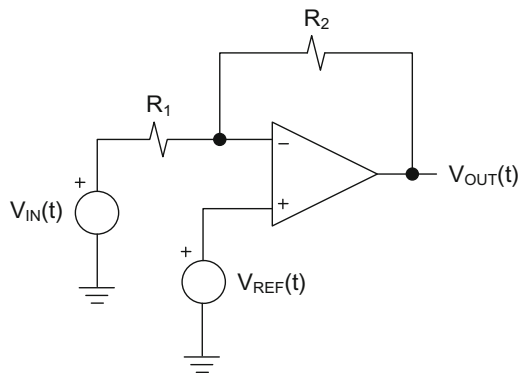 R2
R1
−
+
VOUT(t)
+
VIN(t)
+
VREF(t)